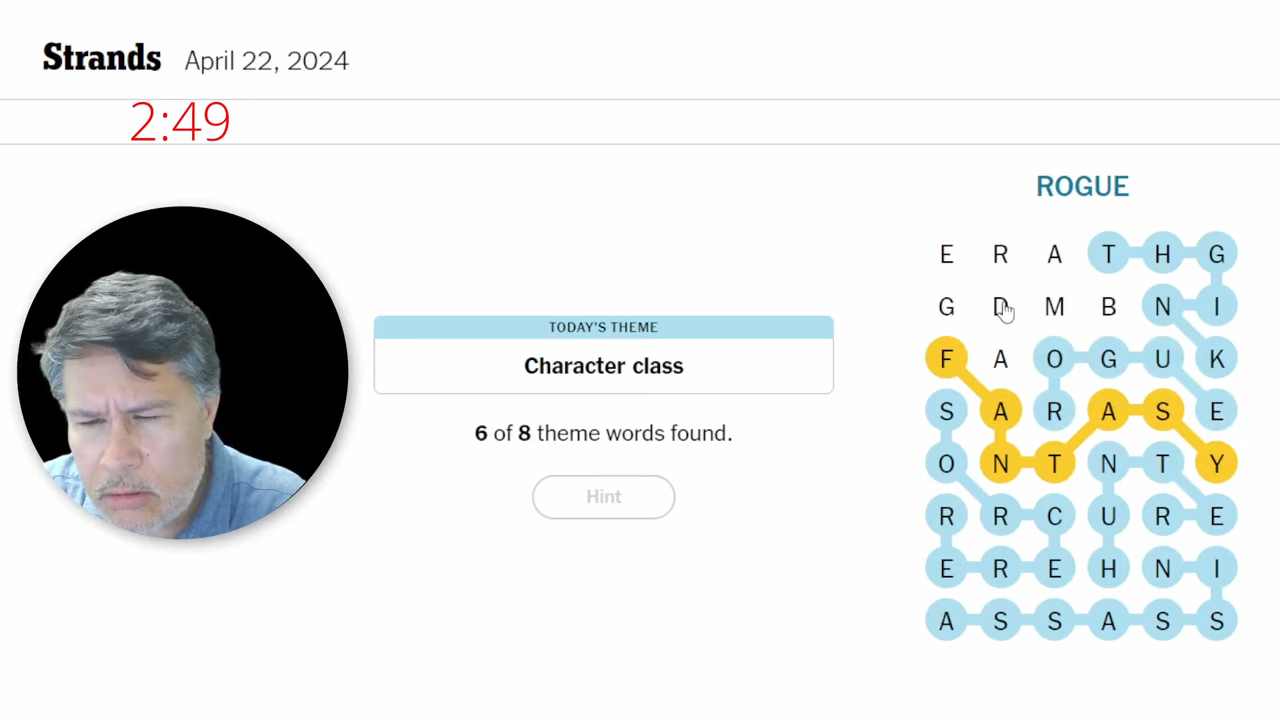 Strands April 22, 2024
2:49
ROGUE
TODAY'S THEME
Character class
6 of 8 theme words found.
Hint
E R A T H G
G D M B N I
F A O G U K
S A R A S E
O N T N T Y
R R C U R E
E R E H N I
A S S A S S